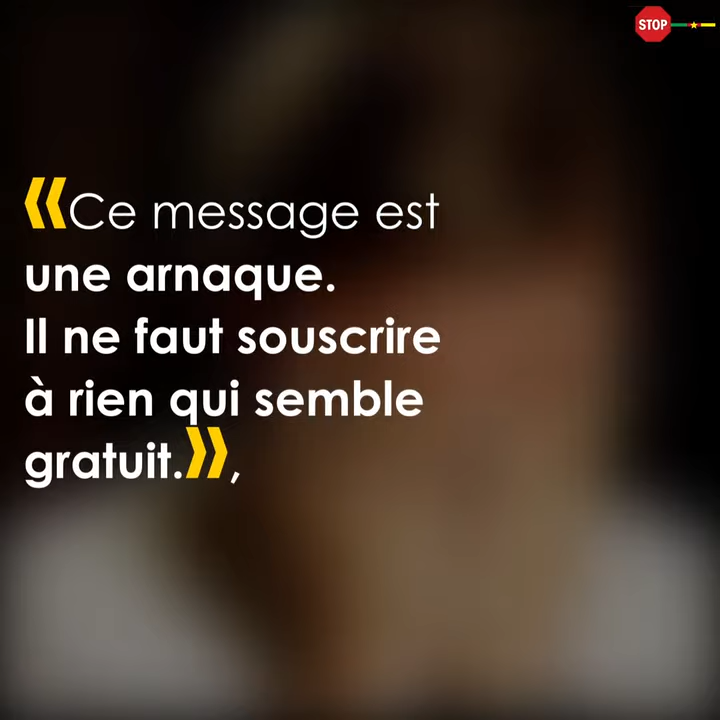 STOP
«Ce message est
une arnaque.
Il ne faut souscrire
à rien qui semble
gratuit.»,